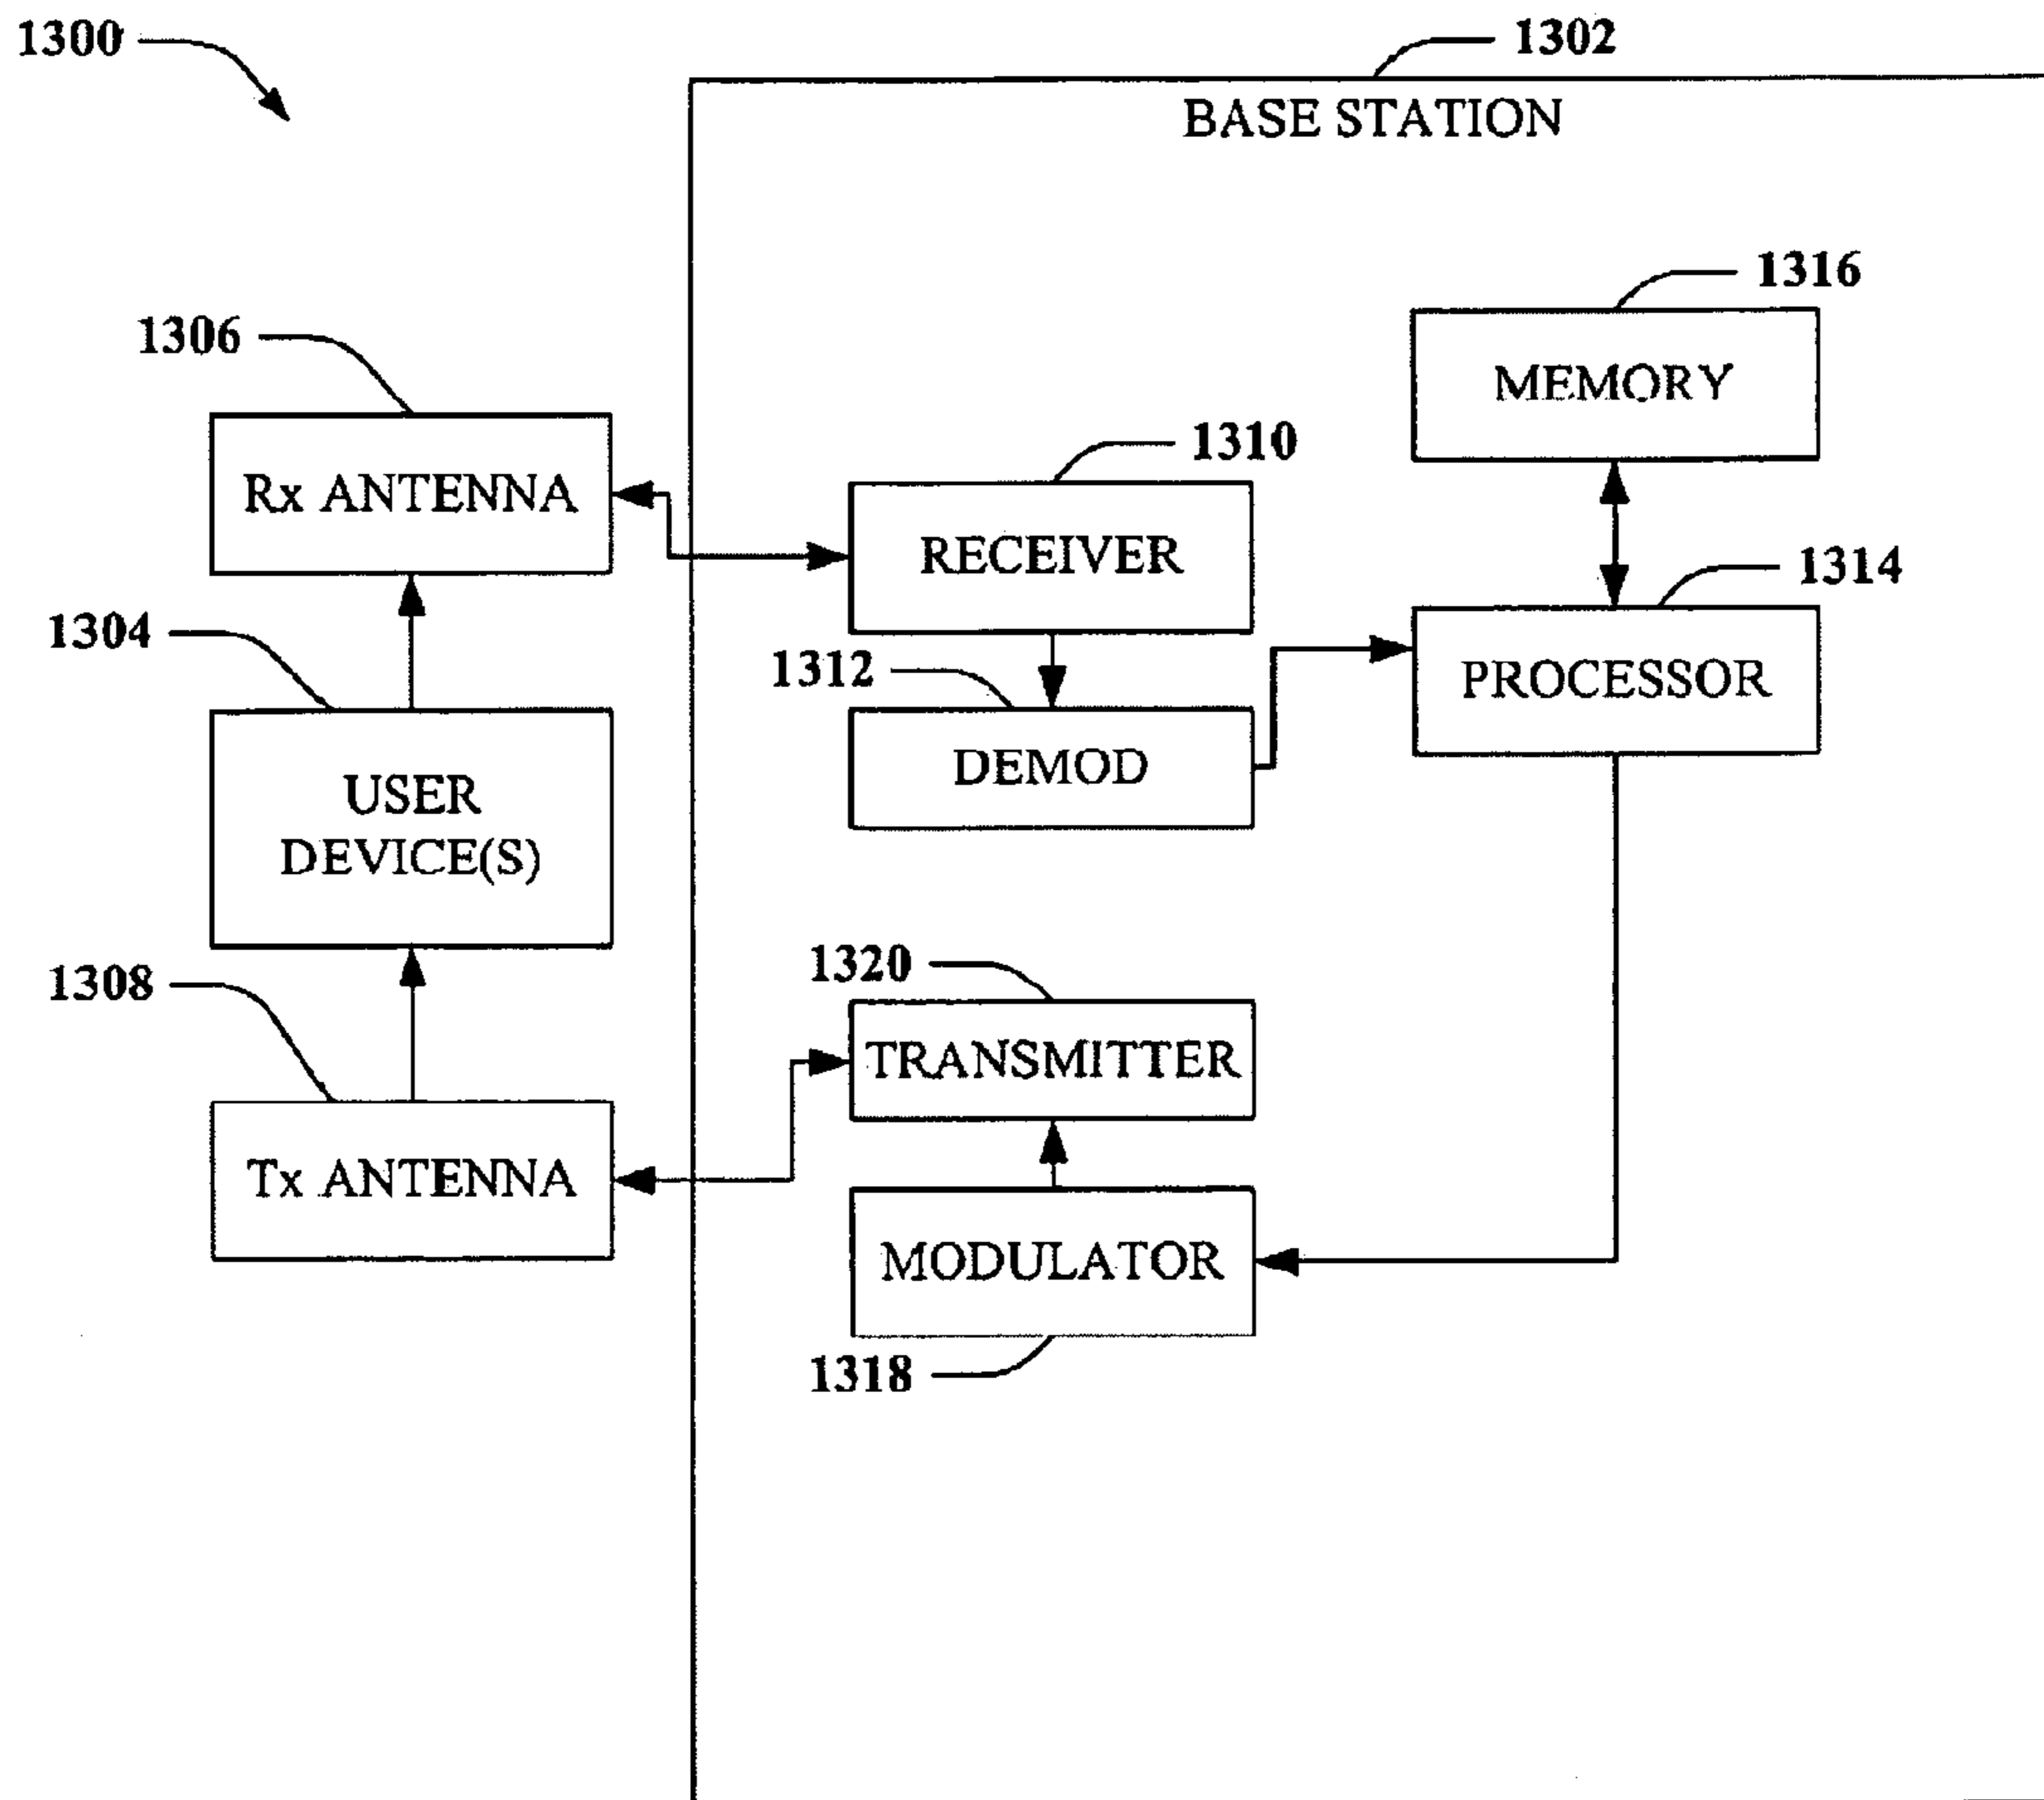 1300
1302
BASE STATION
1316
MEMORY
1306
Rx ANTENNA
1310
RECEIVER
1314
PROCESSOR
1304
USER
DEVICE(S)
1312
DEMOD
1308
Tx ANTENNA
1320
TRANSMITTER
MODULATOR
1318